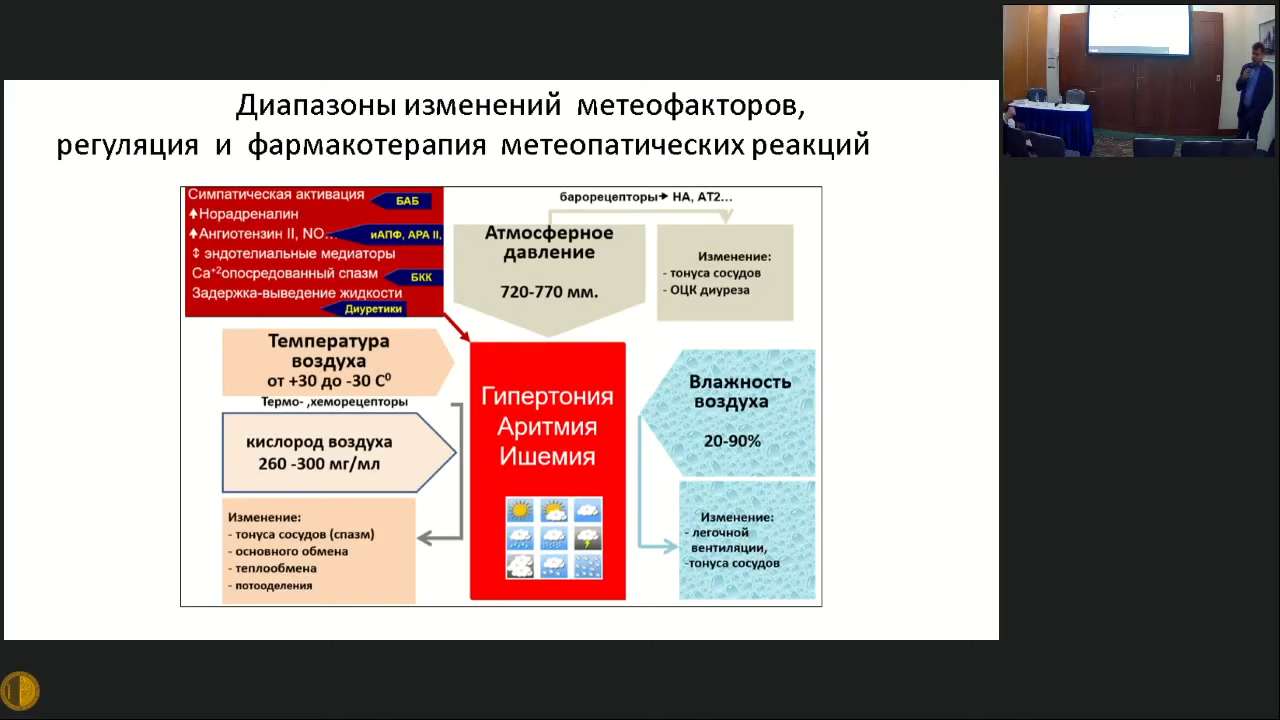 Диапазоны изменений метеофакторов,
регуляция и фармакотерапия метеопатических реакций
Симпатическая активация
БАБ
Норадреналин
Ангиотензин II, NO...
иАПФ, АРА II,
эндотелиальные медиаторы
Ca⁺²опосредованный спазм
БКК
Задержка-выведение жидкости
Диуретики
барорецепторы→ НА, АТ2...
Атмосферное
давление
720-770 мм.
Изменение:
- тонуса сосудов
- ОЦК диуреза
Температура
воздуха
от +30 до -30 С⁰
Термо- ,хеморецепторы
кислород воздуха
260 -300 мг/мл
Изменение:
- тонуса сосудов (спазм)
- основного обмена
- теплообмена
- потооделения
Гипертония
Аритмия
Ишемия
Влажность
воздуха
20-90%
Изменение:
- легочной
вентиляции,
-тонуса сосудов